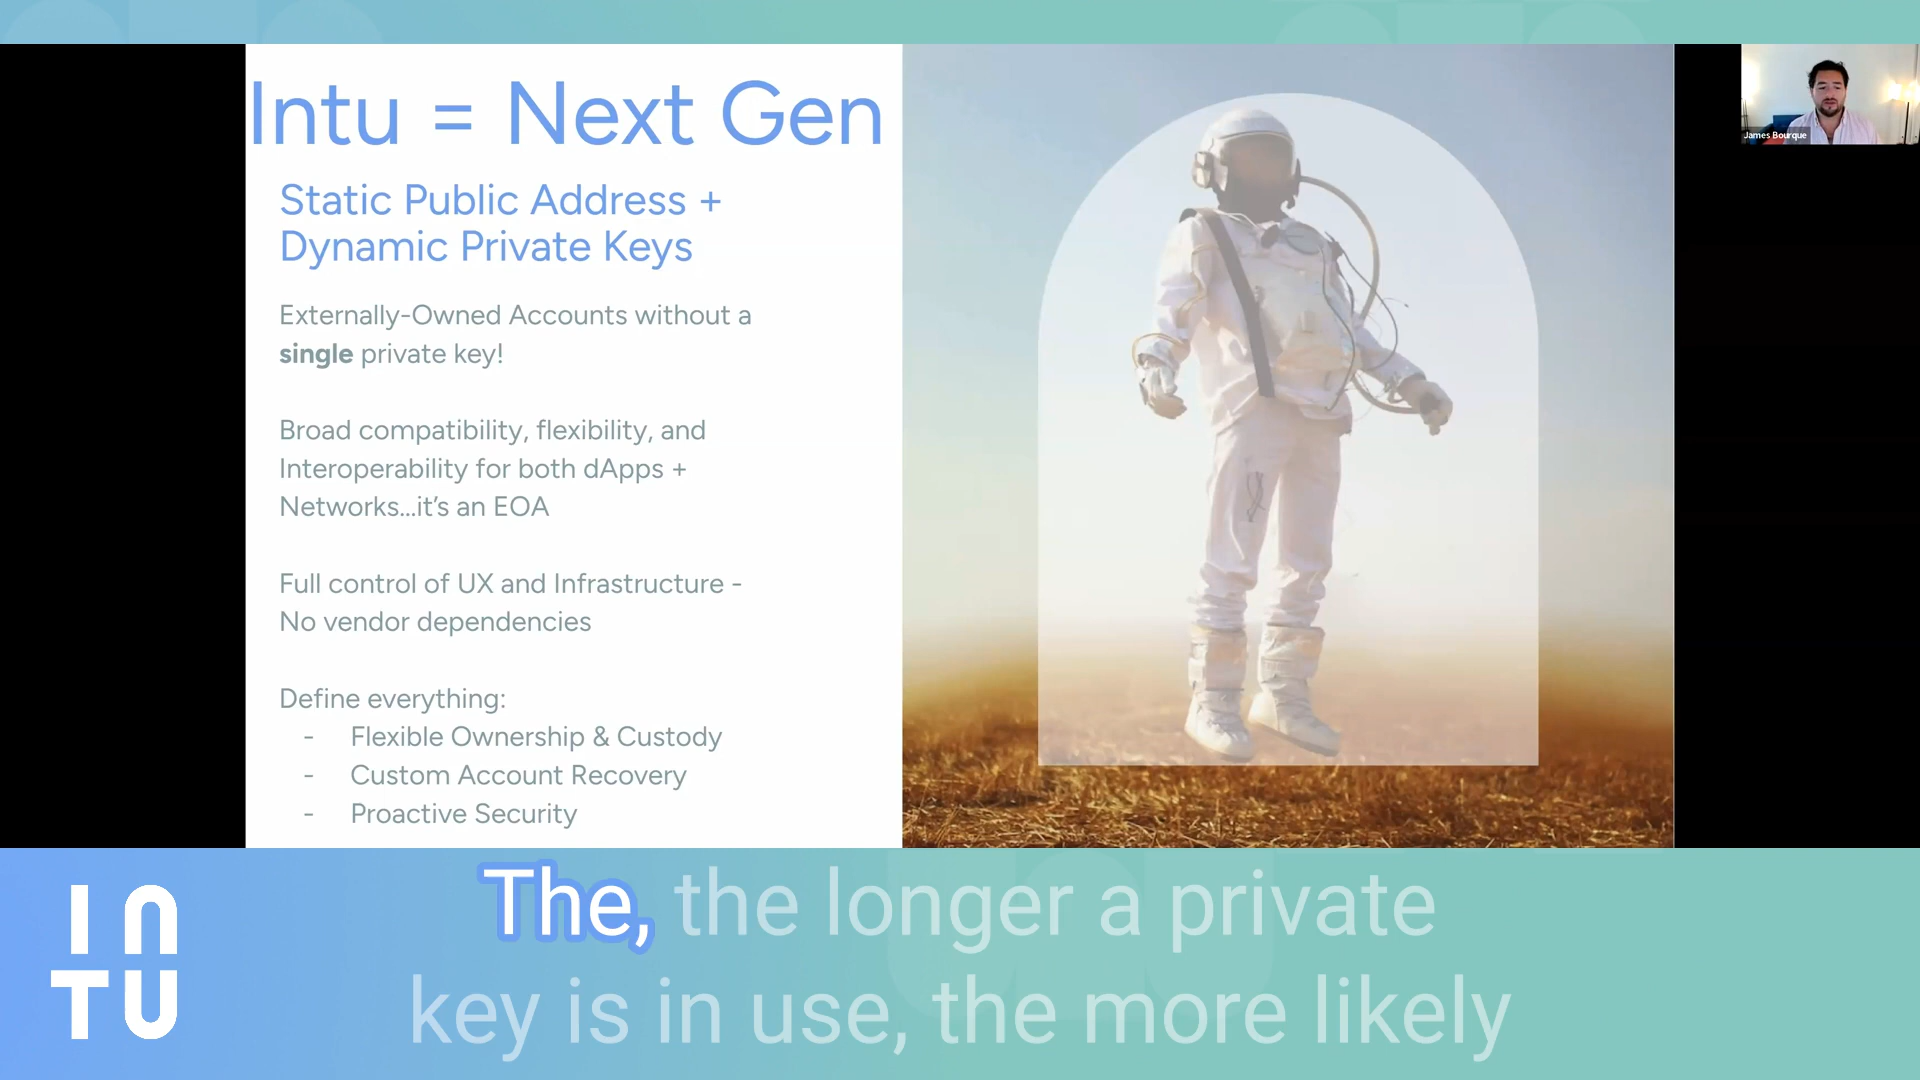 Intu = Next Gen
Static Public Address +
Dynamic Private Keys
Externally-Owned Accounts without a
single private key!
Broad compatibility, flexibility, and
Interoperability for both dApps +
Networks...it's an EOA
Full control of UX and Infrastructure -
No vendor dependencies
Define everything:
- Flexible Ownership & Custody
- Custom Account Recovery
- Proactive Security
James Bourque
IN
TU
The, the longer a private
key is in use, the more likely